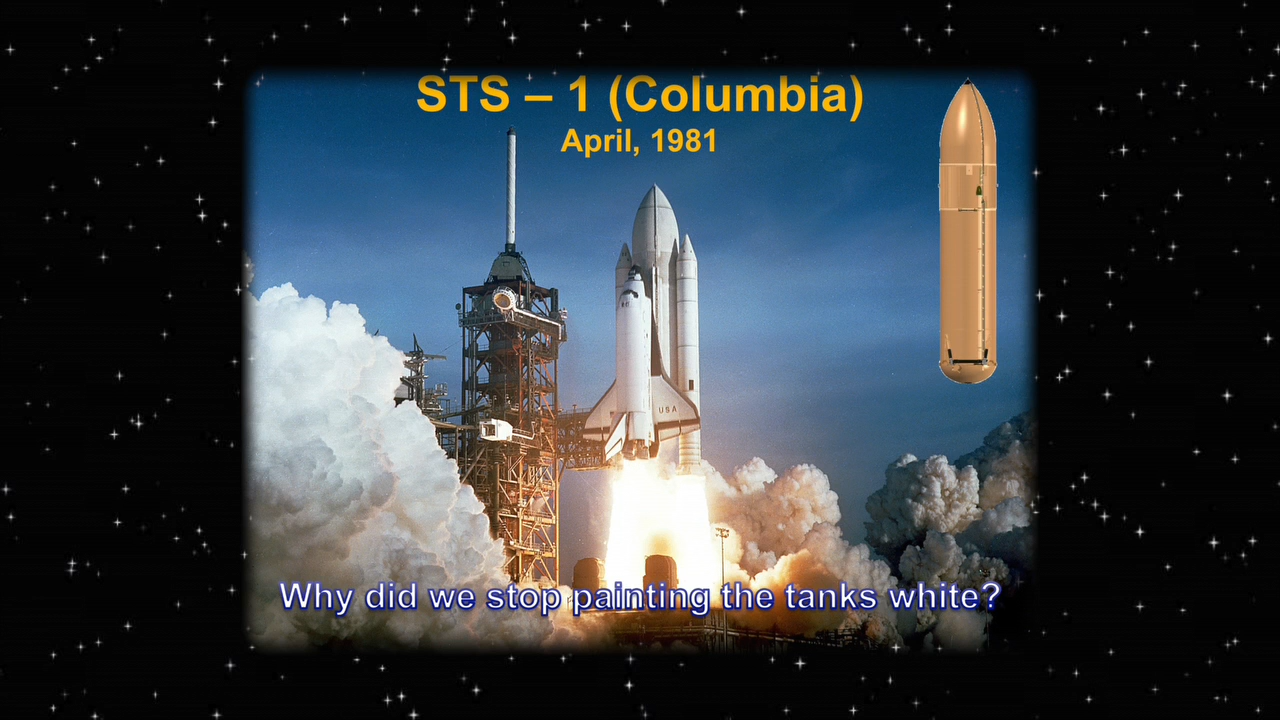 STS – 1 (Columbia)
April, 1981
USA
Why did we stop painting the tanks white?